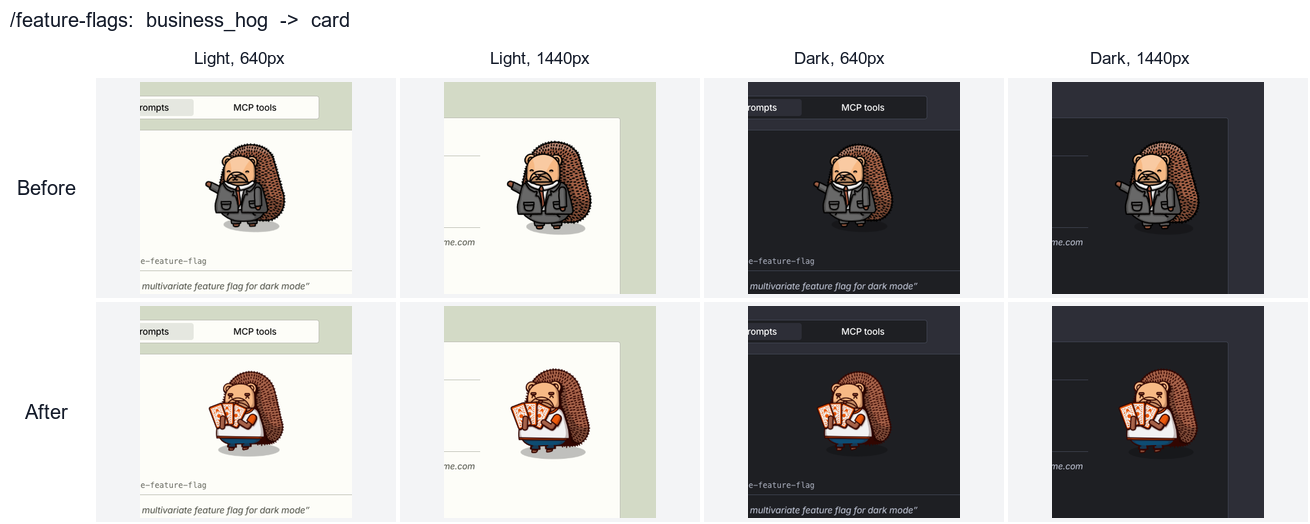 /feature-flags: business_hog -> card
Light, 640px Light, 1440px Dark, 640px Dark, 1440px
Before
rompts MCP tools
e-feature-flag
multivariate feature flag for dark mode"
me.com
rompts MCP tools
e-feature-flag
multivariate feature flag for dark mode"
me.com
After
rompts MCP tools
e-feature-flag
multivariate feature flag for dark mode"
me.com
rompts MCP tools
e-feature-flag
multivariate feature flag for dark mode"
me.com